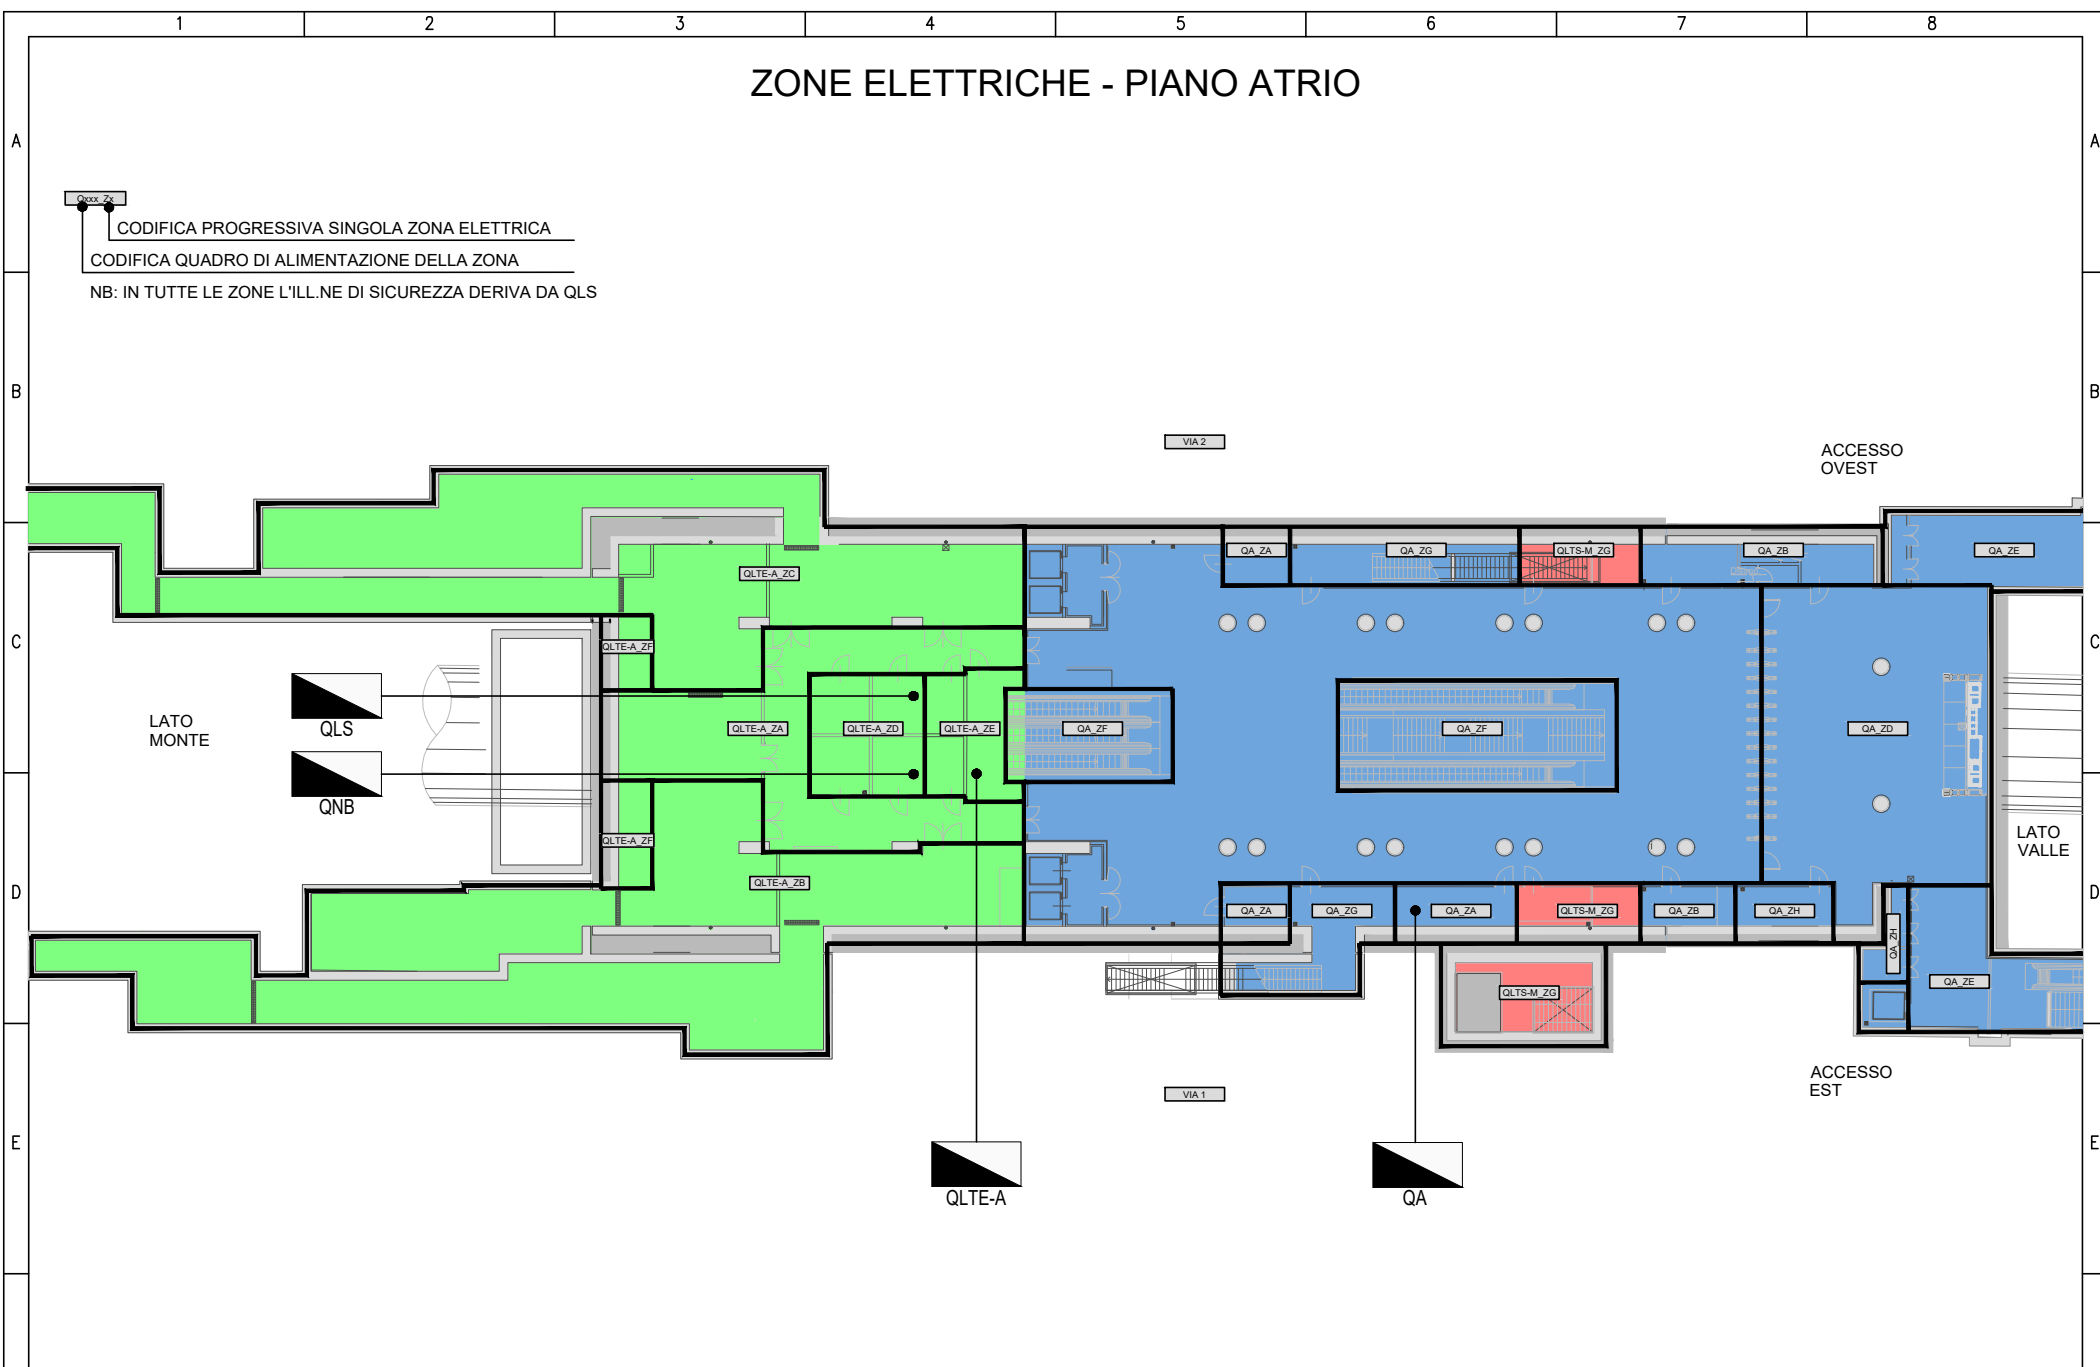 1 2 3 4 5 6 7 8
ZONE ELETTRICHE - PIANO ATRIO
A A
Qxxx_Zx
CODIFICA PROGRESSIVA SINGOLA ZONA ELETTRICA
CODIFICA QUADRO DI ALIMENTAZIONE DELLA ZONA
NB: IN TUTTE LE ZONE L'ILL.NE DI SICUREZZA DERIVA DA QLS
B B
VIA 2
ACCESSO
OVEST
QA_ZA QA_ZG QLTS-M_ZG QA_ZB QA_ZE
QLTE-A_ZC
C C
QLTE-A_ZF
LATO
MONTE
QLS
QLTE-A_ZA QLTE-A_ZD QLTE-A_ZE QA_ZF QA_ZF QA_ZD
QNB
QLTE-A_ZF
LATO
VALLE
QLTE-A_ZB
D D
QA_ZA QA_ZG QA_ZA QLTS-M_ZG QA_ZB QA_ZH
QA_ZH
QA_ZE
QLTS-M_ZG
ACCESSO
EST
VIA 1
E E
QLTE-A
QA